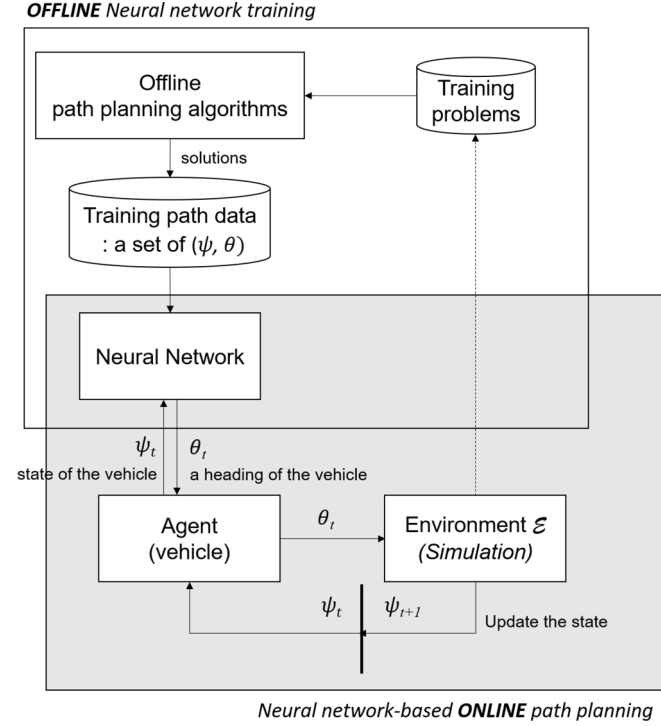 OFFLINE Neural network training
Offline
path planning algorithms
Training
problems
solutions
Training path data
: a set of (ψ, θ)
Neural Network
ψt
θt
state of the vehicle
a heading of the vehicle
Agent
(vehicle)
θt
Environment ℰ
(Simulation)
ψt
ψt+1
Update the state
Neural network-based ONLINE path planning